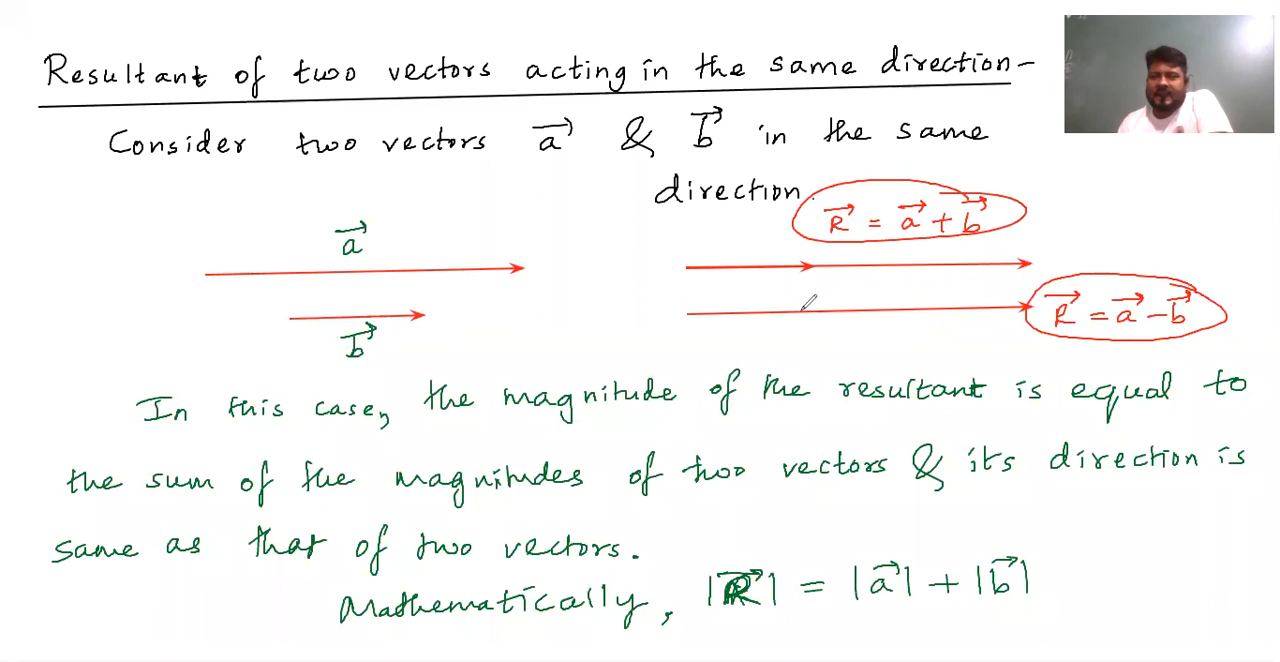 Resultant of two vectors acting in the same direction-
Consider two vectors a⃗ & b⃗ in the same
direction.
R⃗ = a⃗ + b⃗
a⃗
R⃗ = a⃗ - b⃗
b⃗
In this case, the magnitude of the resultant is equal to
the sum of the magnitudes of two vectors & its direction is
same as that of two vectors.
Mathematically, |R⃗| = |a⃗| + |b⃗|